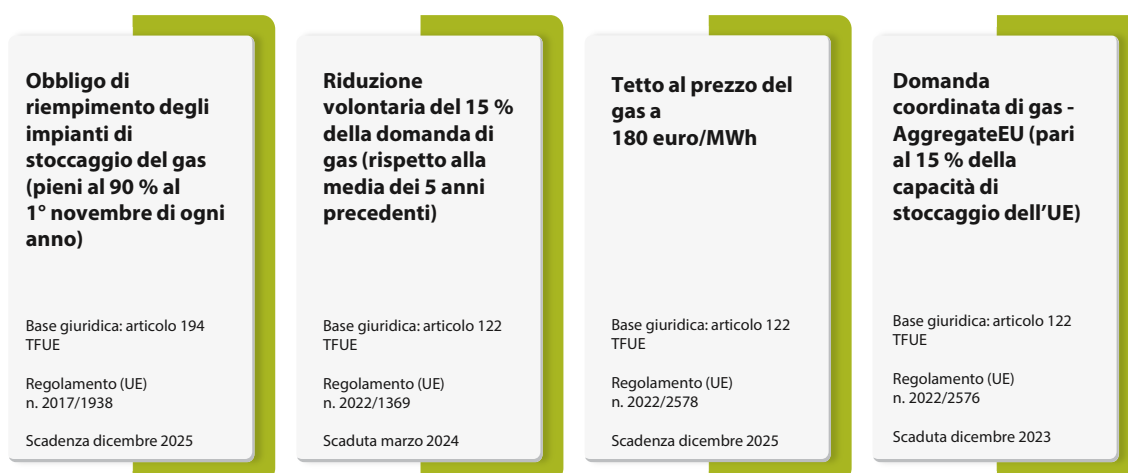 Obbligo di
riempimento degli
impianti di
stoccaggio del gas
(pieni al 90 % al
1° novembre di ogni
anno)
Base giuridica: articolo 194
TFUE
Regolamento (UE)
n. 2017/1938
Scadenza dicembre 2025
Riduzione
volontaria del 15 %
della domanda di
gas (rispetto alla
media dei 5 anni
precedenti)
Base giuridica: articolo 122
TFUE
Regolamento (UE)
n. 2022/1369
Scaduta marzo 2024
Tetto al prezzo del
gas a
180 euro/MWh
Base giuridica: articolo 122
TFUE
Regolamento (UE)
n. 2022/2578
Scadenza dicembre 2025
Domanda
coordinata di gas -
AggregateEU (pari
al 15 % della
capacità di
stoccaggio dell'UE)
Base giuridica: articolo 122
TFUE
Regolamento (UE)
n. 2022/2576
Scaduta dicembre 2023